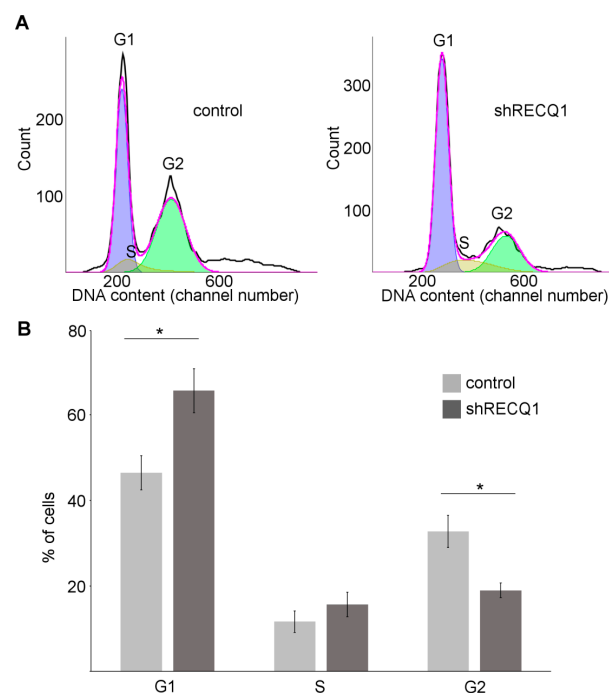 A
G1
G2
S
control
Count
200
100
200
600
DNA content (channel number)
G1
S
G2
shRECQ1
Count
300
200
100
200
600
DNA content (channel number)
B
80
60
40
20
% of cells
*
*
control
shRECQ1
G1
S
G2